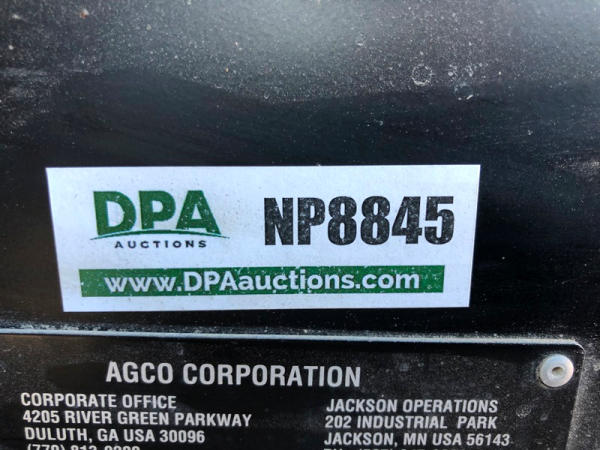 DPA
AUCTIONS
NP8845
www.DPAauctions.com
AGCO CORPORATION
CORPORATE OFFICE
4205 RIVER GREEN PARKWAY
DULUTH, GA USA 30096
JACKSON OPERATIONS
202 INDUSTRIAL PARK
JACKSON, MN USA 56143